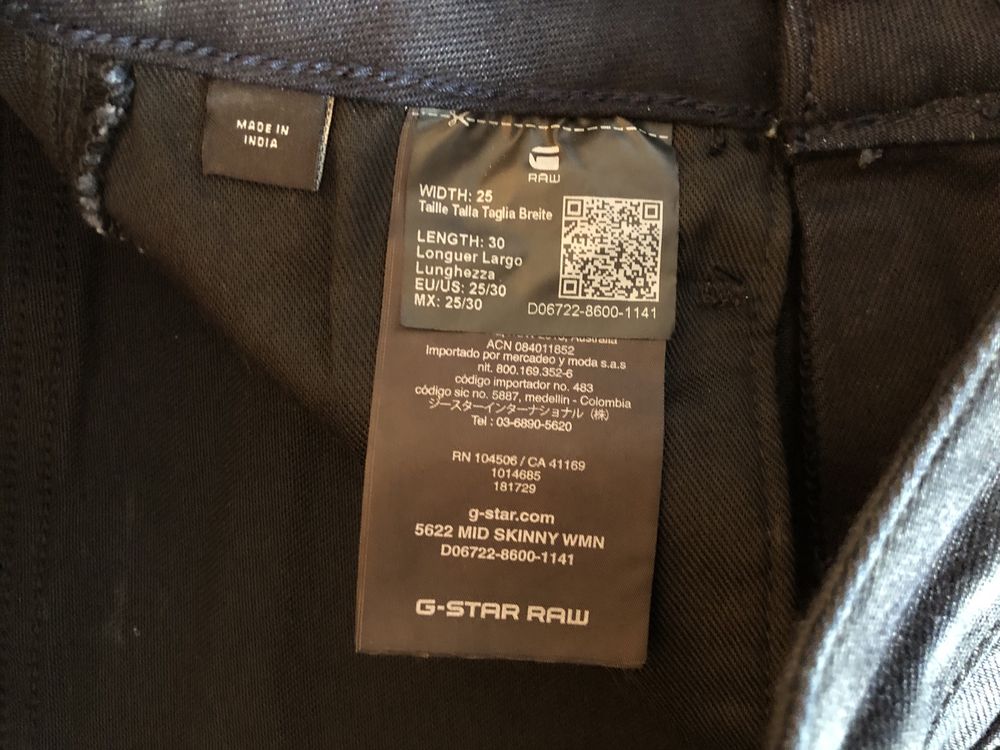 MADE IN
INDIA
RAW
WIDTH: 25
Taille Talla Taglia Breite
LENGTH: 30
Longuer Largo
Lunghezza
EU/US: 25/30
MX: 25/30
D06722-8600-1141
Australia
ACN 084011852
Importado por mercadeo y moda s.a.s
nit. 800.169.352-6
código importador no. 483
código sic no. 5887, medellin - Colombia
ジースターインターナショナル（株）
Tel : 03-6890-5620
RN 104506 / CA 41169
1014685
181729
g-star.com
5622 MID SKINNY WMN
D06722-8600-1141
G-STAR RAW